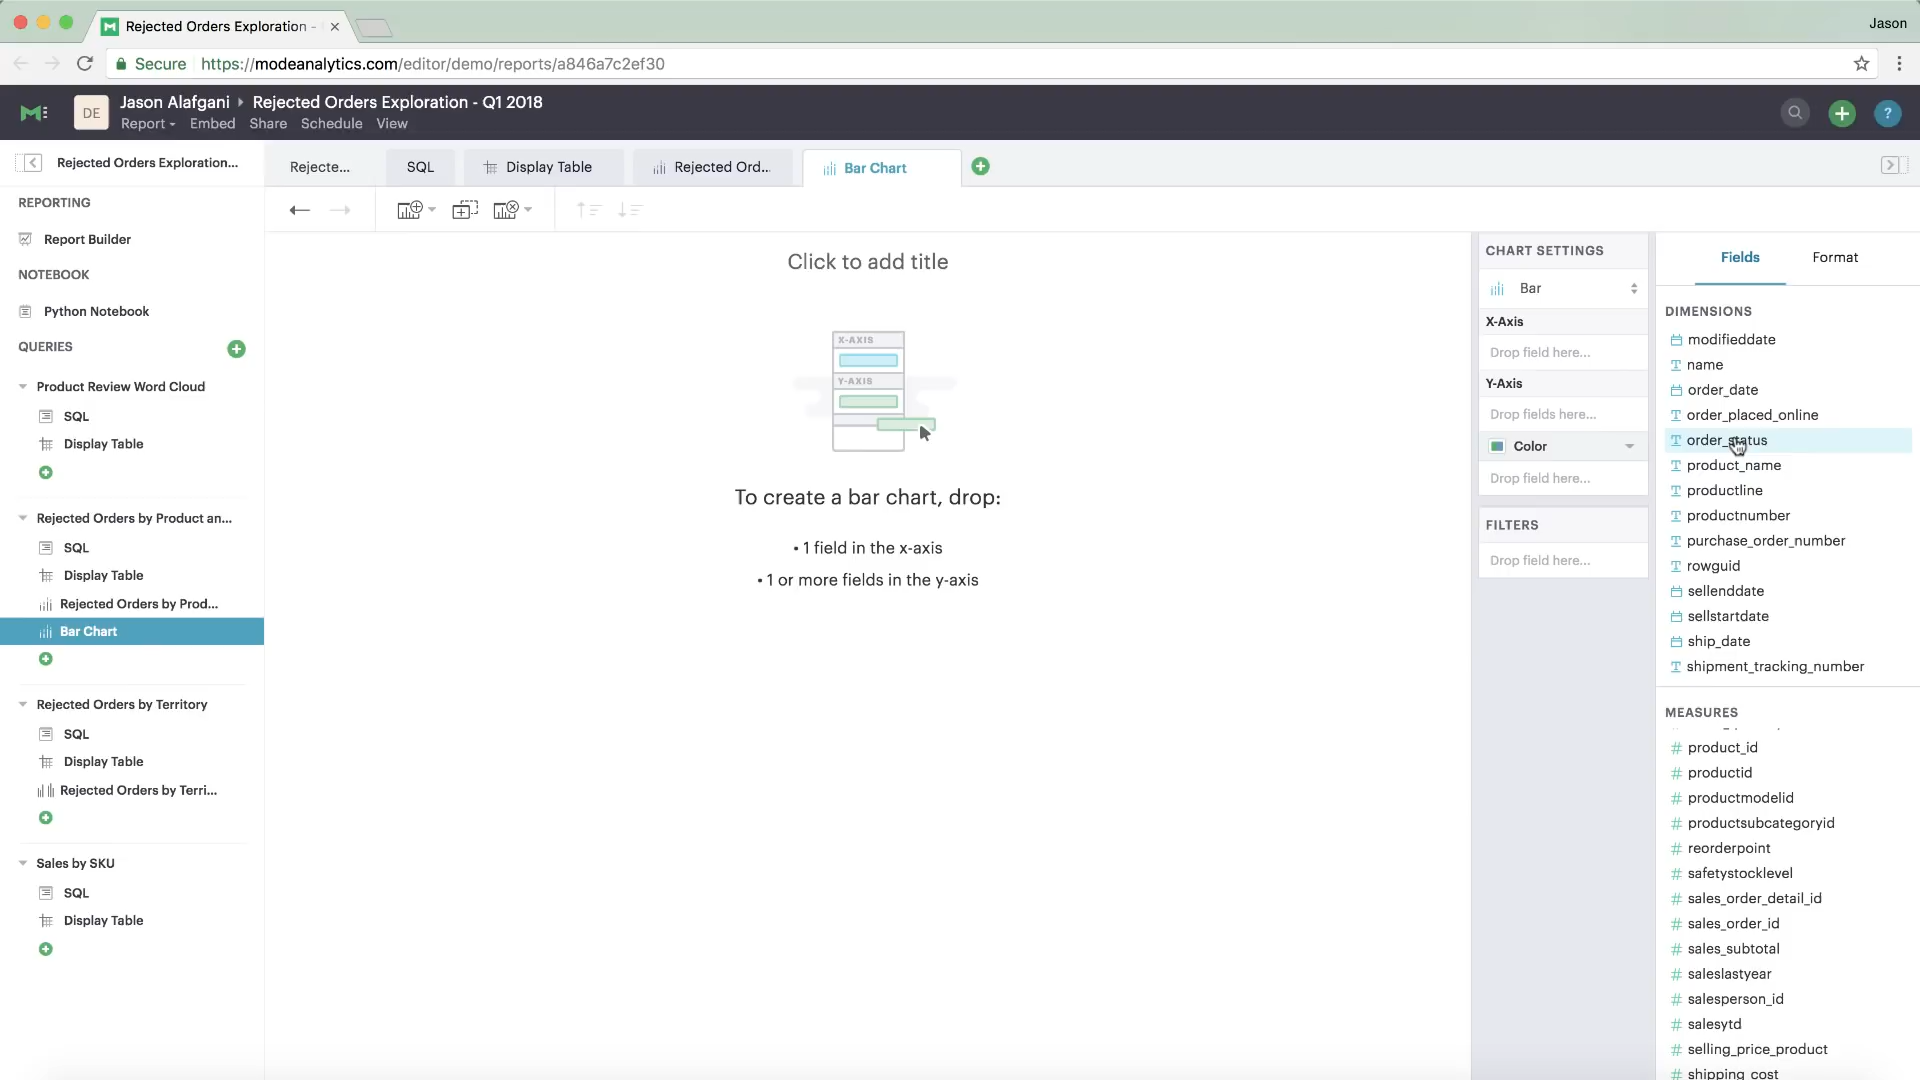 Rejected Orders Exploration -
Jason
Secure https://modeanalytics.com/editor/demo/reports/a846a7c2ef30
DE
Jason Alafgani Rejected Orders Exploration - Q1 2018
Report Embed Share Schedule View
?
Rejected Orders Exploration...
Rejecte...
SQL
Display Table
Rejected Ord...
Bar Chart
REPORTING
Report Builder
NOTEBOOK
Python Notebook
QUERIES
Product Review Word Cloud
SQL
Display Table
Rejected Orders by Product an...
SQL
Display Table
Rejected Orders by Prod...
Bar Chart
Rejected Orders by Territory
SQL
Display Table
Rejected Orders by Terri...
Sales by SKU
SQL
Display Table
Click to add title
X-AXIS
Y-AXIS
To create a bar chart, drop:
• 1 field in the x-axis
• 1 or more fields in the y-axis
CHART SETTINGS
Bar
X-Axis
Drop field here...
Y-Axis
Drop fields here...
Color
Drop field here...
FILTERS
Drop field here...
Fields
Format
DIMENSIONS
modifieddate
name
order_date
order_placed_online
order_status
product_name
productline
productnumber
purchase_order_number
rowguid
sellenddate
sellstartdate
ship_date
shipment_tracking_number
MEASURES
# product_id
# productid
# productmodelid
# productsubcategoryid
# reorderpoint
# safetystocklevel
# sales_order_detail_id
# sales_order_id
# sales_subtotal
# saleslastyear
# salesperson_id
# salesytd
# selling_price_product
# shipping_cost